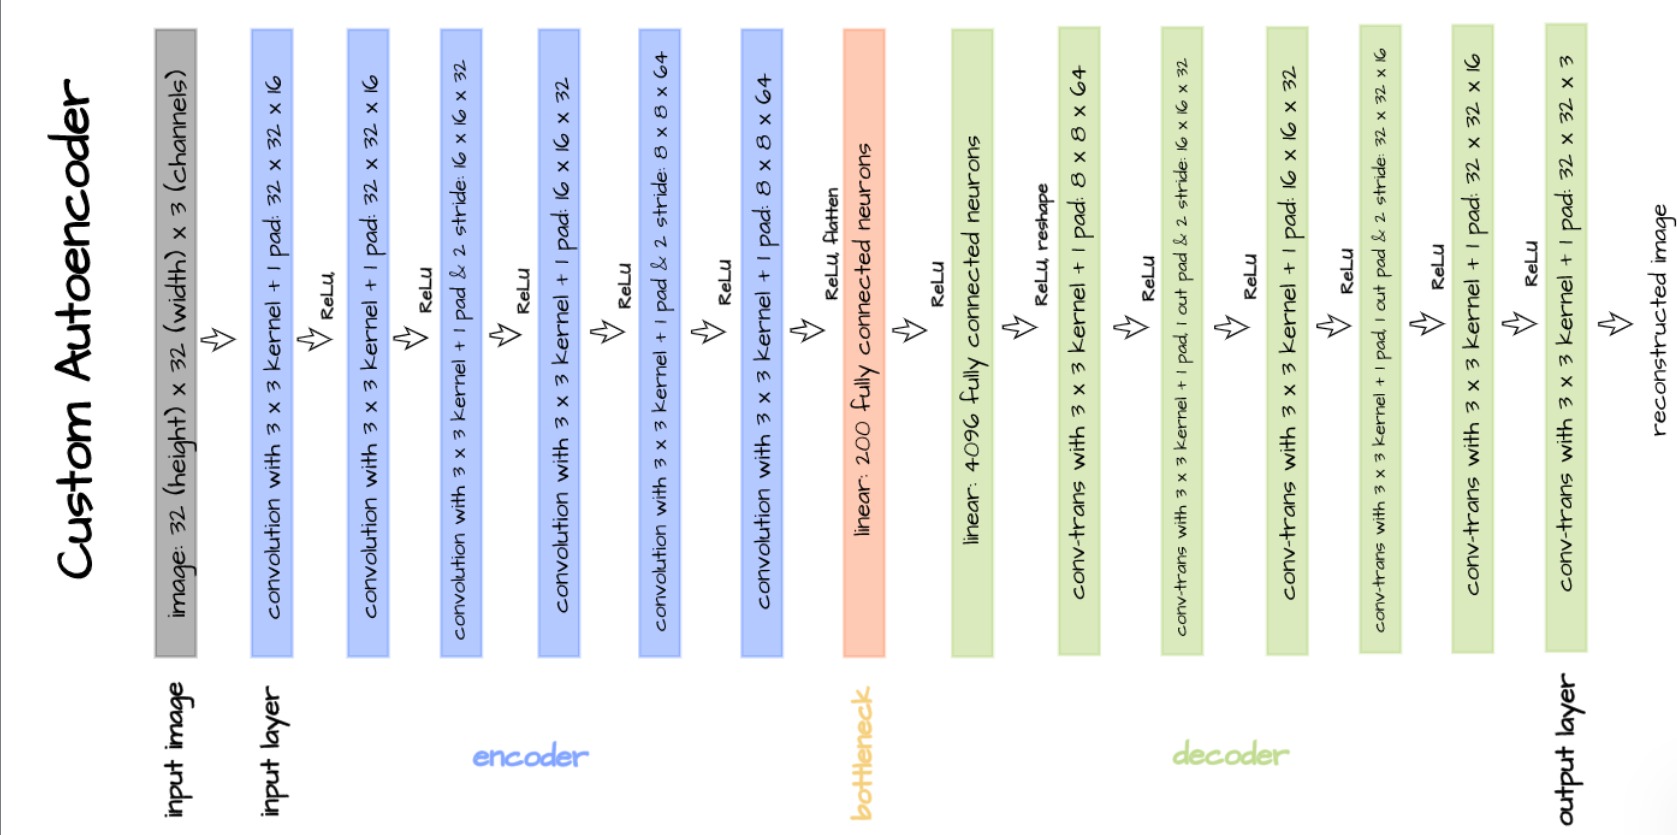 Custom Autoencoder
input image
image: 32 (height) x 32 (width) x 3 (channels)
input layer
convolution with 3 x 3 kernel + 1 pad: 32 x 32 x 16
ReLu
convolution with 3 x 3 kernel + 1 pad: 32 x 32 x 16
ReLu
convolution with 3 x 3 kernel + 1 pad & 2 stride: 16 x 16 x 32
ReLu
convolution with 3 x 3 kernel + 1 pad: 16 x 16 x 32
ReLu
convolution with 3 x 3 kernel + 1 pad & 2 stride: 8 x 8 x 64
ReLu
convolution with 3 x 3 kernel + 1 pad: 8 x 8 x 64
encoder
ReLu, flatten
bottleneck
linear: 200 fully connected neurons
ReLu
linear: 4096 fully connected neurons
ReLu, reshape
conv-trans with 3 x 3 kernel + 1 pad: 8 x 8 x 64
ReLu
conv-trans with 3 x 3 kernel + 1 pad, 1 out pad & 2 stride: 16 x 16 x 32
ReLu
conv-trans with 3 x 3 kernel + 1 pad: 16 x 16 x 32
ReLu
conv-trans with 3 x 3 kernel + 1 pad, 1 out pad & 2 stride: 32 x 32 x 16
ReLu
conv-trans with 3 x 3 kernel + 1 pad: 32 x 32 x 16
ReLu
decoder
output layer
conv-trans with 3 x 3 kernel + 1 pad: 32 x 32 x 3
reconstructed image